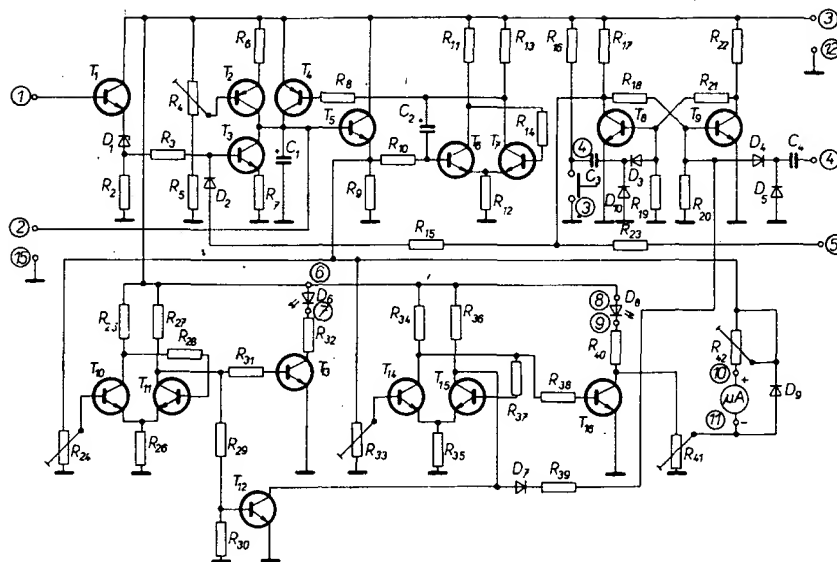 R6 R11 R13 R16 R17 R22 3
12
T1 T2 T4 R8 R18 R21
1 R4 T5 C2 T8 T9
D1 R3 T3 R14 4 D4 C4
C1 R10 T6 T7 C3 D3 4
R2 R5 D2 R7 R9 R12 3 D10 R19 R20 D5
2
R15 R23 5
15
6 8
D6 D8
R27 7 R34 R36 9
R28 R32 R40 R42
10 +
T10 T11 R31 T14 T15 R38 µA D9
R37 T16 11 -
R24 R26 R29 R33 R35 R41
D7 R39
T12
R30